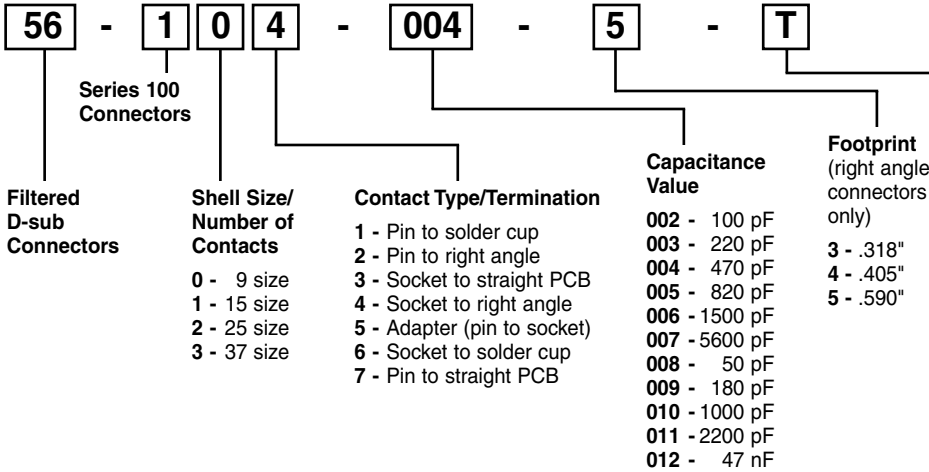 56 - 1 0 4 - 004 - 5 - T
Series 100
Connectors
Filtered
D-sub
Connectors
Shell Size/
Number of
Contacts
0 - 9 size
1 - 15 size
2 - 25 size
3 - 37 size
Contact Type/Termination
1 - Pin to solder cup
2 - Pin to right angle
3 - Socket to straight PCB
4 - Socket to right angle
5 - Adapter (pin to socket)
6 - Socket to solder cup
7 - Pin to straight PCB
Capacitance
Value
002 - 100 pF
003 - 220 pF
004 - 470 pF
005 - 820 pF
006 - 1500 pF
007 - 5600 pF
008 - 50 pF
009 - 180 pF
010 - 1000 pF
011 - 2200 pF
012 - 47 nF
Footprint
(right angle
connectors
only)
3 - .318"
4 - .405"
5 - .590"